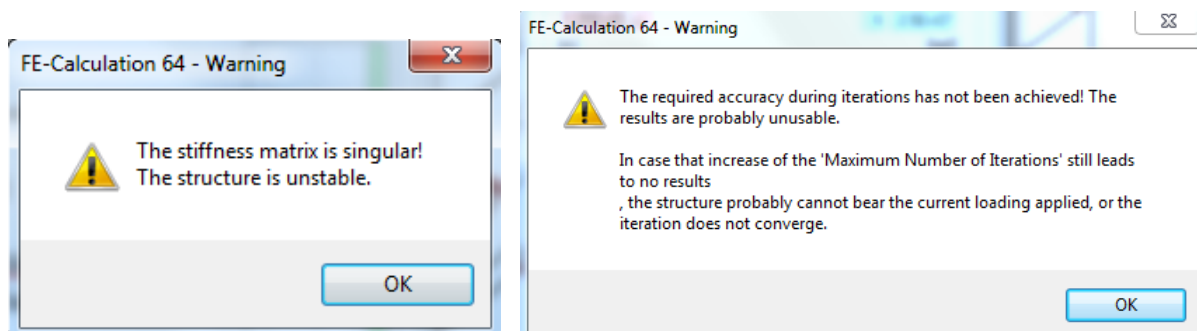 FE-Calculation 64 - Warning
The stiffness matrix is singular!
The structure is unstable.
OK
FE-Calculation 64 - Warning
The required accuracy during iterations has not been achieved! The
results are probably unusable.
In case that increase of the 'Maximum Number of Iterations' still leads
to no results
, the structure probably cannot bear the current loading applied, or the
iteration does not converge.
OK